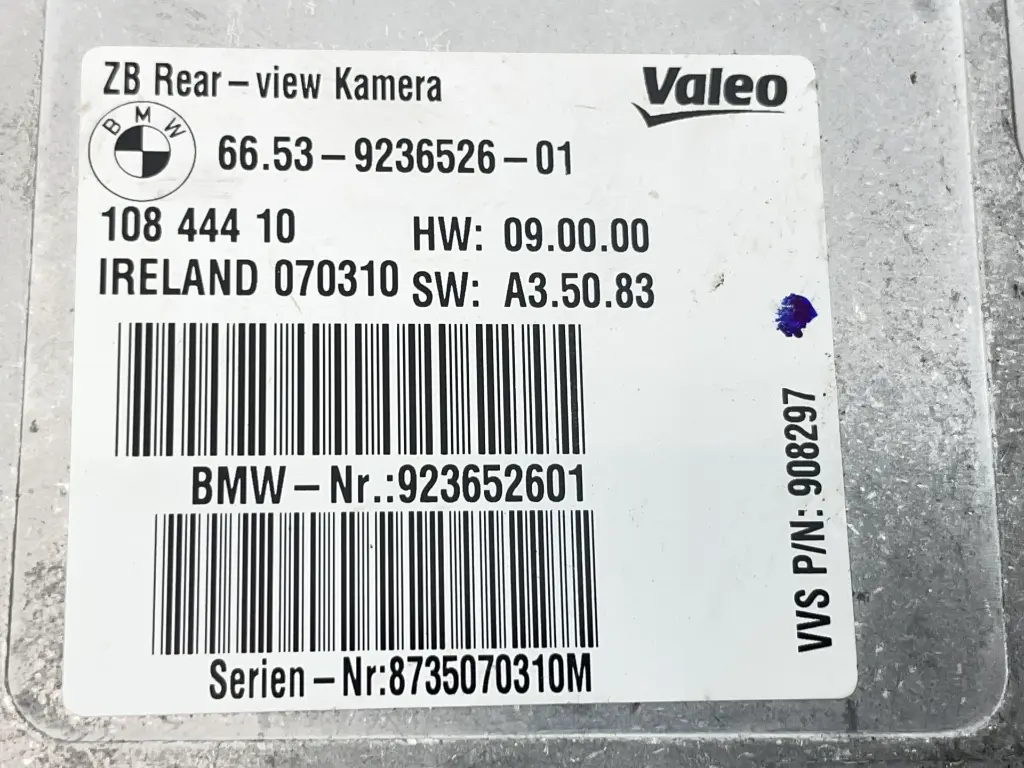 ZB Rear-view Kamera
Valeo
BMW
66.53-9236526-01
108 444 10
HW: 09.00.00
IRELAND 070310
SW: A3.50.83
BMW-Nr.:923652601
Serien-Nr:8735070310M
VVS P/N: 908297